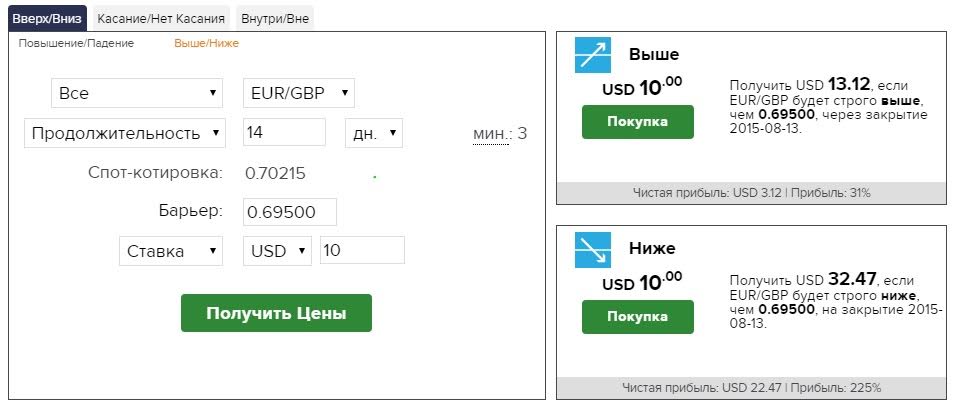 Вверх/Вниз Касание/Нет Касания Внутри/Вне
Повышение/Падение Выше/Ниже
Все EUR/GBP
Продолжительность 14 дн. мин.: 3
Спот-котировка: 0.70215
Барьер: 0.69500
Ставка USD 10
Получить Цены
Выше
USD 10.00
Покупка
Получить USD 13.12, если
EUR/GBP будет строго выше,
чем 0.69500, через закрытие
2015-08-13.
Чистая прибыль: USD 3.12 | Прибыль: 31%
Ниже
USD 10.00
Покупка
Получить USD 32.47, если
EUR/GBP будет строго ниже,
чем 0.69500, на закрытие 2015-
08-13.
Чистая прибыль: USD 22.47 | Прибыль: 225%